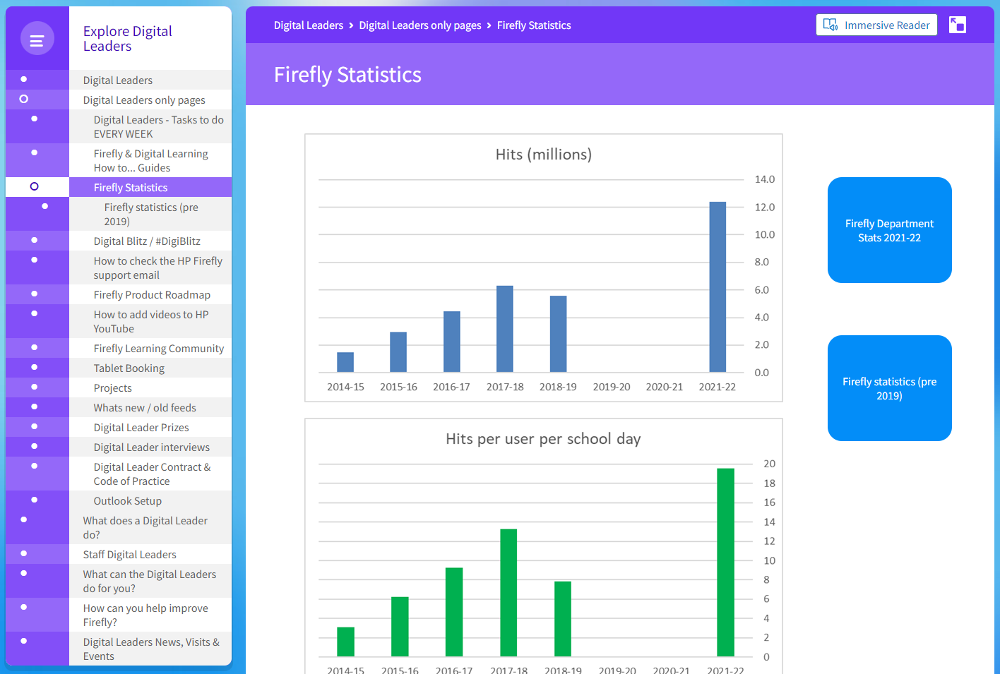 Explore Digital
Leaders
Digital Leaders
Digital Leaders only pages
Digital Leaders - Tasks to do
EVERY WEEK
Firefly & Digital Learning
How to... Guides
Firefly Statistics
Firefly statistics (pre
2019)
Digital Blitz / #DigiBlitz
How to check the HP Firefly
support email
Firefly Product Roadmap
How to add videos to HP
YouTube
Firefly Learning Community
Tablet Booking
Projects
Whats new / old feeds
Digital Leader Prizes
Digital Leader interviews
Digital Leader Contract &
Code of Practice
Outlook Setup
What does a Digital Leader
do?
Staff Digital Leaders
What can the Digital Leaders
do for you?
How can you help improve
Firefly?
Digital Leaders News, Visits &
Events
Digital Leaders > Digital Leaders only pages > Firefly Statistics
Immersive Reader
Firefly Statistics
Hits (millions)
14.0
12.0
10.0
8.0
6.0
4.0
2.0
0.0
2014-15 2015-16 2016-17 2017-18 2018-19 2019-20 2020-21 2021-22
Hits per user per school day
20
18
16
14
12
10
8
6
4
2
0
2014-15 2015-16 2016-17 2017-18 2018-19 2019-20 2020-21 2021-22
Firefly Department
Stats 2021-22
Firefly statistics (pre
2019)